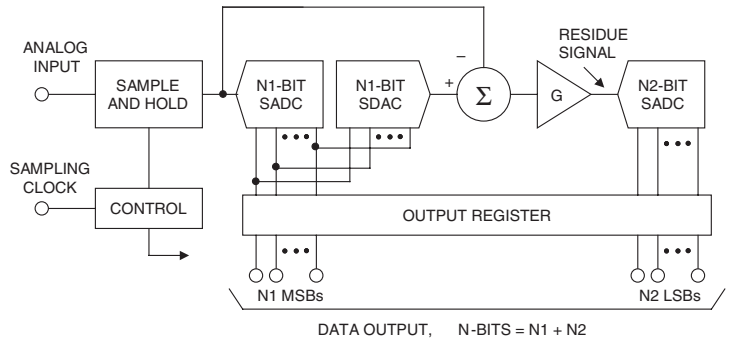 ANALOG
INPUT
SAMPLE
AND HOLD
N1-BIT
SADC
N1-BIT
SDAC
–
+
Σ
G
RESIDUE
SIGNAL
N2-BIT
SADC
SAMPLING
CLOCK
CONTROL
OUTPUT REGISTER
N1 MSBs
N2 LSBs
DATA OUTPUT, N-BITS = N1 + N2